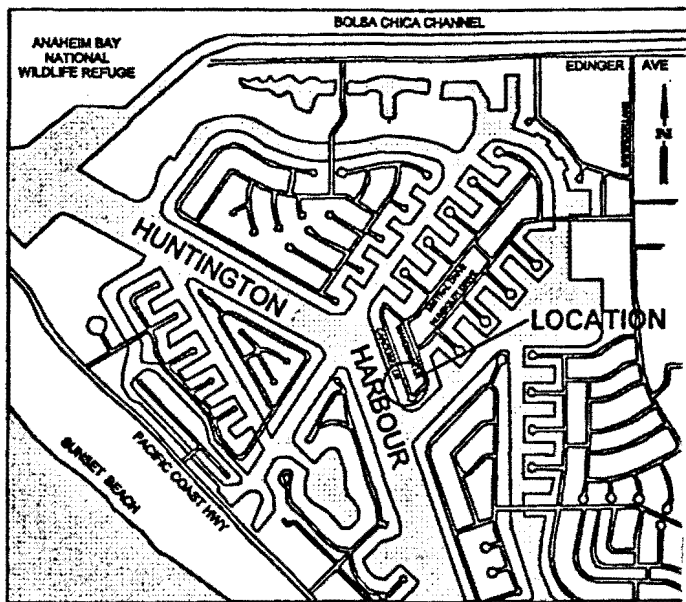 BOLSA CHICA CHANNEL
ANAHEIM BAY
NATIONAL
WILDLIFE REFUGE
EDINGER AVE
N
HUNTINGTON
HARBOUR
LOCATION
PACIFIC COAST HWY
SUNSET BEACH